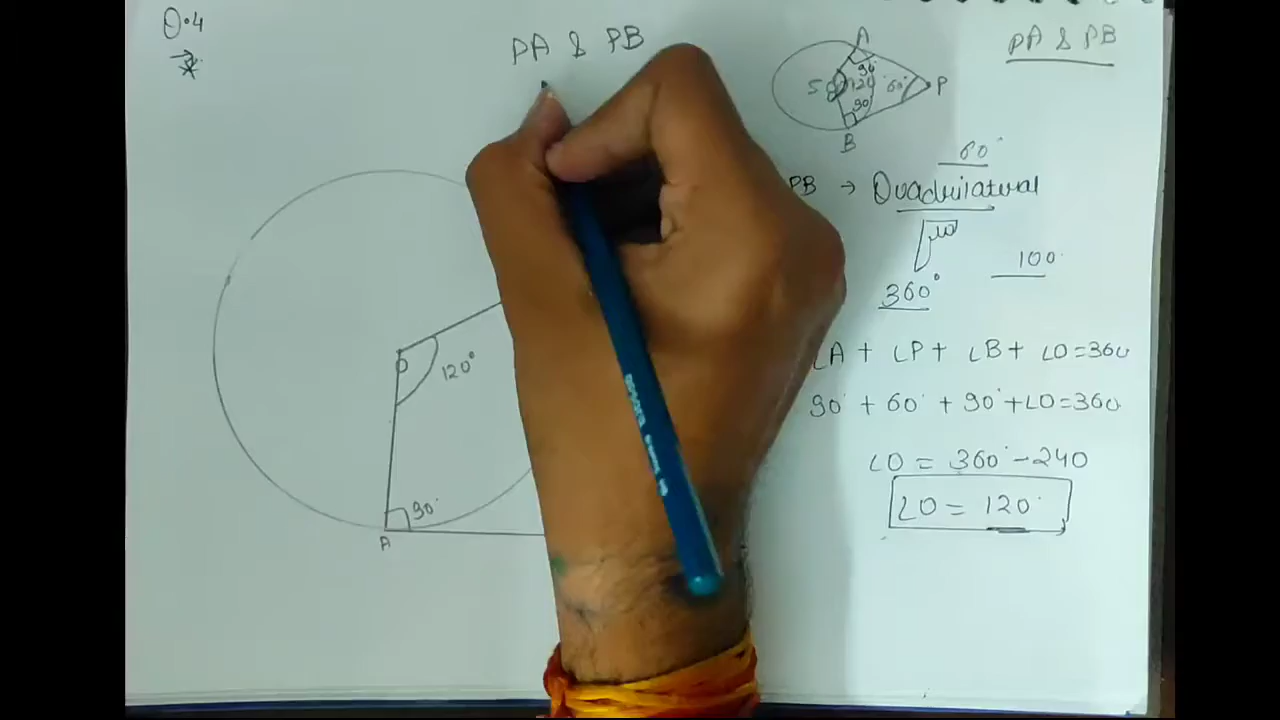 Q.4
PA & PB
PA & PB
A
90
5
120
60°
P
90
B
60°
PB → Quadrilateral
100°
360°
∠A + ∠P + ∠B + ∠O = 360
90° + 60° + 90° + ∠O = 360
∠O = 360° - 240
∠O = 120°
O
120°
90°
A